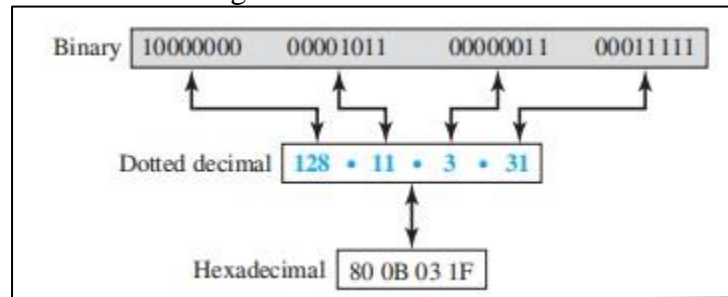 Binary 10000000 00001011 00000011 00011111
Dotted decimal 128 • 11 • 3 • 31
Hexadecimal 80 0B 03 1F